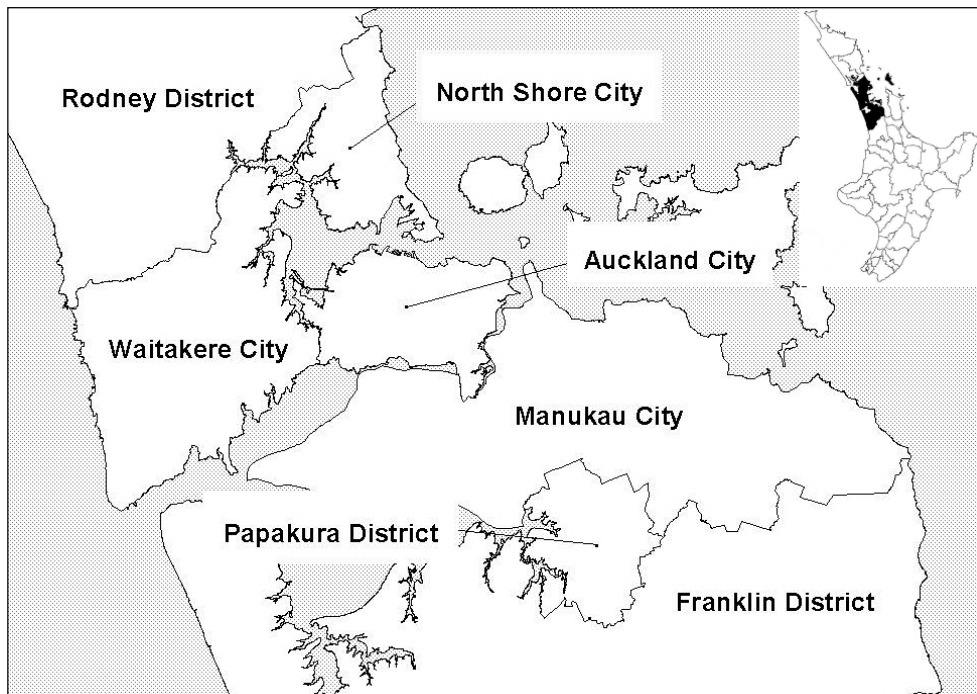 Rodney District
North Shore City
Auckland City
Waitakere City
Manukau City
Papakura District
Franklin District